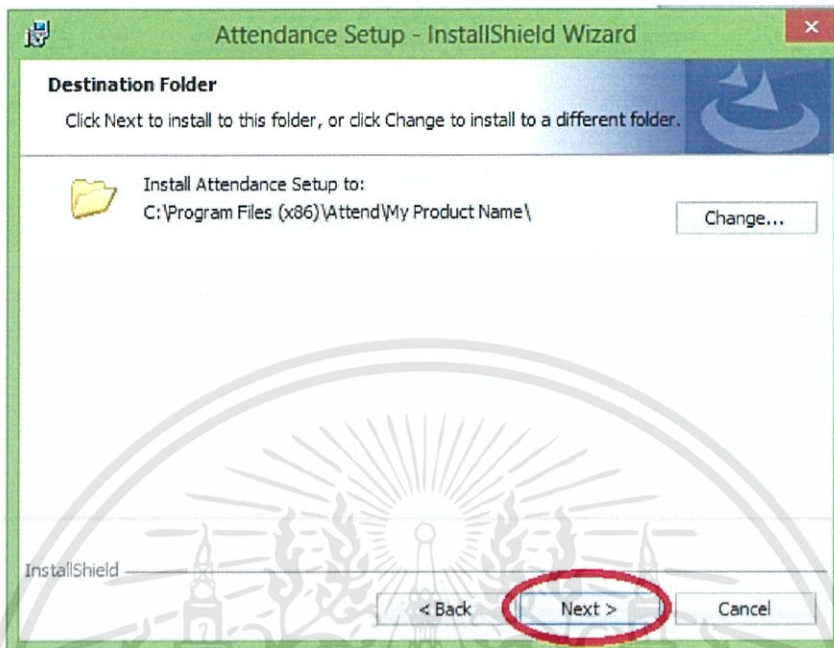 Attendance Setup - InstallShield Wizard
Destination Folder
Click Next to install to this folder, or click Change to install to a different folder.
Install Attendance Setup to:
C:\Program Files (x86)\Attend\My Product Name\
Change...
InstallShield
< Back
Next >
Cancel